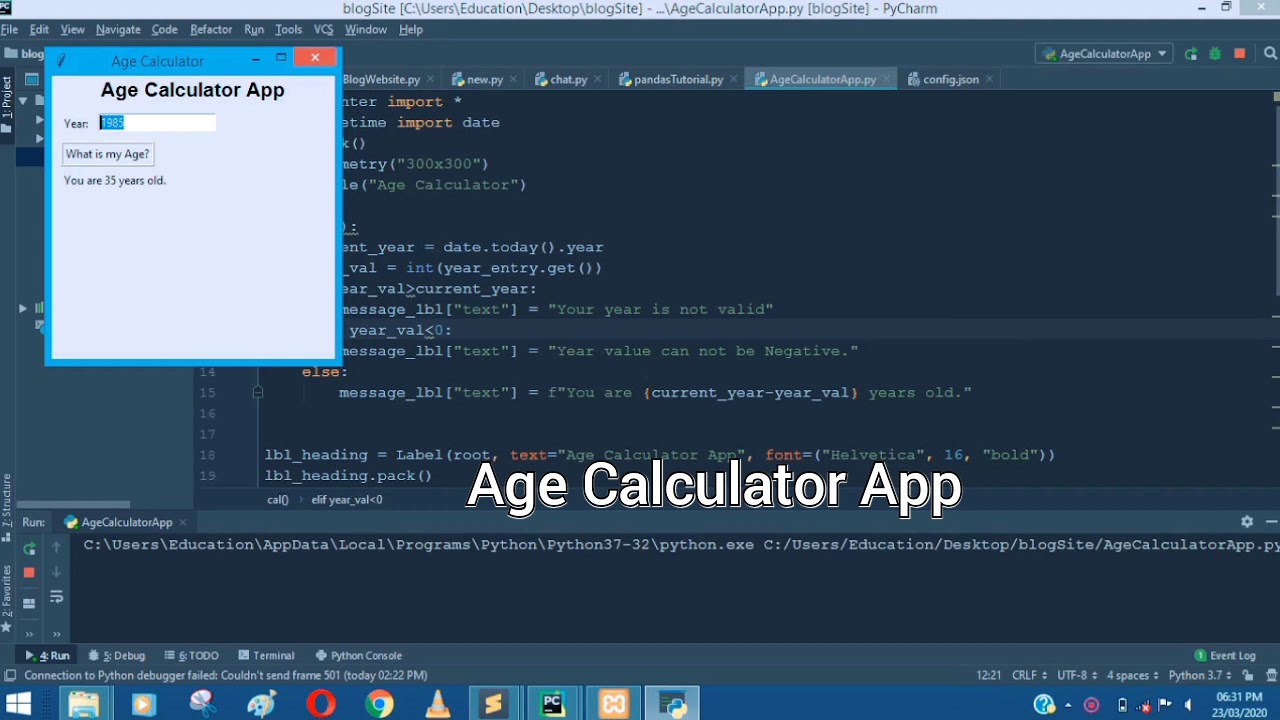 blogSite [C:\Users\Education\Desktop\blogSite] - ...\AgeCalculatorApp.py [blogSite] - PyCharm
File Edit View Navigate Code Refactor Run Tools VCS Window Help
blog
AgeCalculatorApp
Age Calculator
BlogWebsite.py new.py chat.py pandasTutorial.py AgeCalculatorApp.py config.json
1: Project
Age Calculator App
Year: 1985
What is my Age?
You are 35 years old.
nter import *
etime import date
k()
metry("300x300")
le("Age Calculator")
):
ent_year = date.today().year
_val = int(year_entry.get())
ear_val>current_year:
message_lbl["text"] = "Your year is not valid"
year_val<0:
message_lbl["text"] = "Year value can not be Negative."
14 else:
15 message_lbl["text"] = f"You are {current_year-year_val} years old."
16
17
18 lbl_heading = Label(root, text="Age Calculator App", font=("Helvetica", 16, "bold"))
19 lbl_heading.pack()
Age Calculator App
cal() elif year_val<0
7: Structure
2: Favorites
Run: AgeCalculatorApp
C:\Users\Education\AppData\Local\Programs\Python\Python37-32\python.exe C:/Users/Education/Desktop/blogSite/AgeCalculatorApp.py
4: Run 5: Debug 6: TODO Terminal Python Console 1 Event Log
Connection to Python debugger failed: Couldn't send frame 501 (today 02:22 PM) 12:21 CRLF UTF-8 4 spaces Python 3.7
06:31 PM
23/03/2020